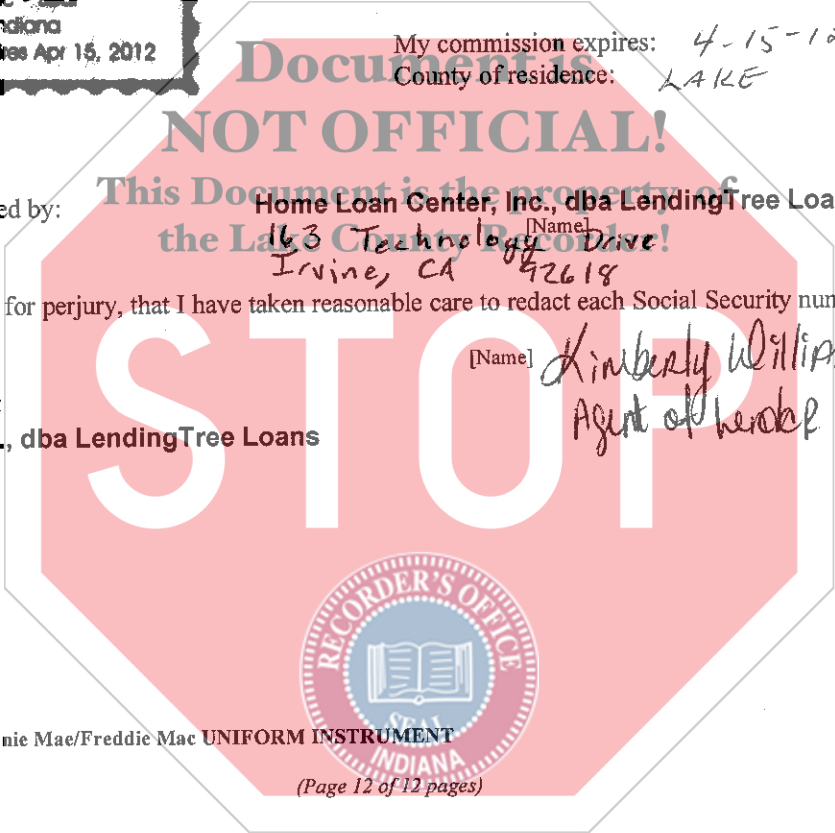 ndiana
es Apr 15, 2012
My commission expires: 4-15-1
County of residence: LAKE
Document is
NOT OFFICIAL!
This Document is the property of
the Lake County Recorder!
ed by:
Home Loan Center, Inc., dba LendingTree Loa
[Name]
163 Technology Drive
Irvine, CA 92618
for perjury, that I have taken reasonable care to redact each Social Security num
[Name] Kimberly Willi
Agent of Lender
., dba LendingTree Loans
STOP
RECORDER'S OFFICE
SEAL
INDIANA
nie Mae/Freddie Mac UNIFORM INSTRUMENT
(Page 12 of 12 pages)